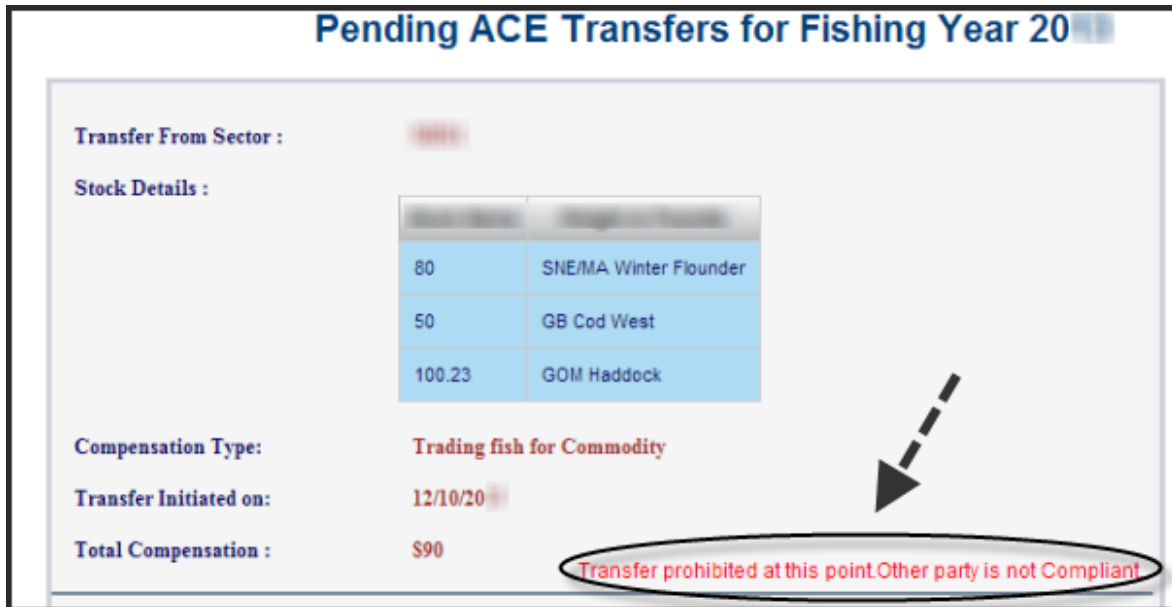 Pending ACE Transfers for Fishing Year 20
Transfer From Sector :
Stock Details :
80 SNE/MA Winter Flounder
50 GB Cod West
100.23 GOM Haddock
Compensation Type: Trading fish for Commodity
Transfer Initiated on: 12/10/20
Total Compensation : $90
Transfer prohibited at this point.Other party is not Compliant